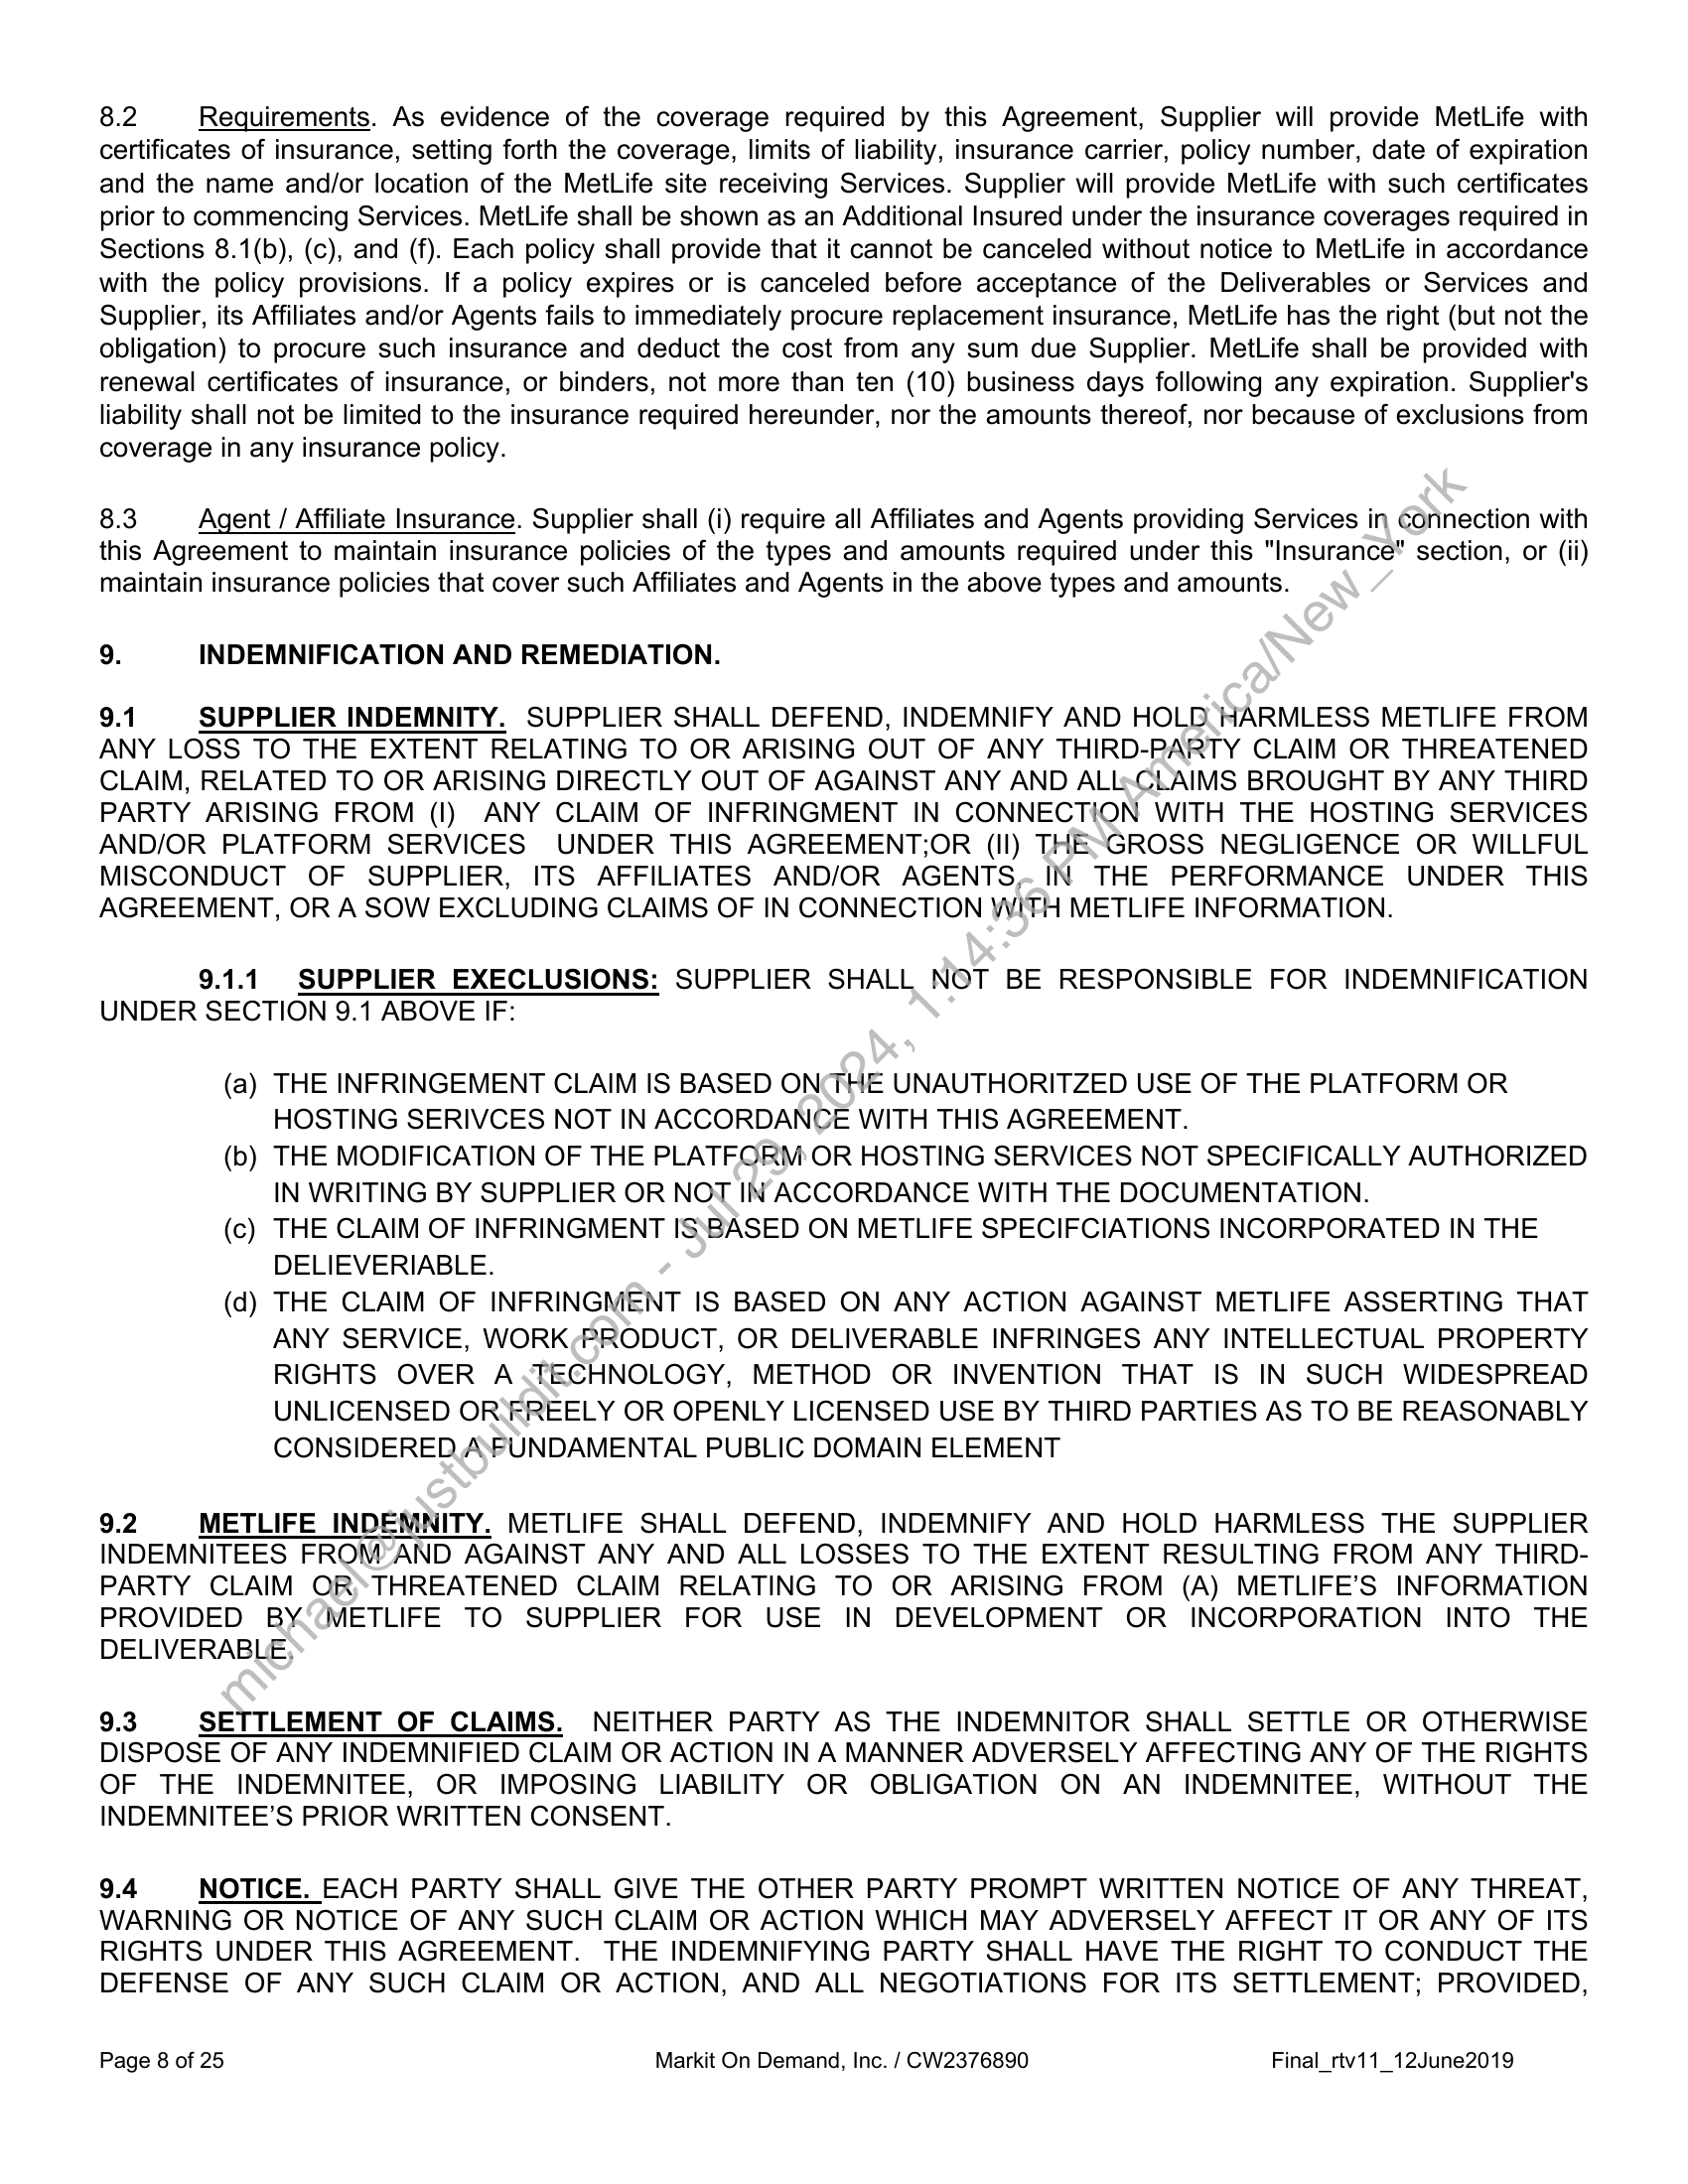 8.2 Requirements. As evidence of the coverage required by this Agreement, Supplier will provide MetLife with
certificates of insurance, setting forth the coverage, limits of liability, insurance carrier, policy number, date of expiration
and the name and/or location of the MetLife site receiving Services. Supplier will provide MetLife with such certificates
prior to commencing Services. MetLife shall be shown as an Additional Insured under the insurance coverages required in
Sections 8.1(b), (c), and (f). Each policy shall provide that it cannot be canceled without notice to MetLife in accordance
with the policy provisions. If a policy expires or is canceled before acceptance of the Deliverables or Services and
Supplier, its Affiliates and/or Agents fails to immediately procure replacement insurance, MetLife has the right (but not the
obligation) to procure such insurance and deduct the cost from any sum due Supplier. MetLife shall be provided with
renewal certificates of insurance, or binders, not more than ten (10) business days following any expiration. Supplier's
liability shall not be limited to the insurance required hereunder, nor the amounts thereof, nor because of exclusions from
coverage in any insurance policy.
8.3 Agent / Affiliate Insurance. Supplier shall (i) require all Affiliates and Agents providing Services in connection with
this Agreement to maintain insurance policies of the types and amounts required under this "Insurance" section, or (ii)
maintain insurance policies that cover such Affiliates and Agents in the above types and amounts.
9. INDEMNIFICATION AND REMEDIATION.
9.1 SUPPLIER INDEMNITY. SUPPLIER SHALL DEFEND, INDEMNIFY AND HOLD HARMLESS METLIFE FROM
ANY LOSS TO THE EXTENT RELATING TO OR ARISING OUT OF ANY THIRD-PARTY CLAIM OR THREATENED
CLAIM, RELATED TO OR ARISING DIRECTLY OUT OF AGAINST ANY AND ALL CLAIMS BROUGHT BY ANY THIRD
PARTY ARISING FROM (I) ANY CLAIM OF INFRINGMENT IN CONNECTION WITH THE HOSTING SERVICES
AND/OR PLATFORM SERVICES UNDER THIS AGREEMENT;OR (II) THE GROSS NEGLIGENCE OR WILLFUL
MISCONDUCT OF SUPPLIER, ITS AFFILIATES AND/OR AGENTS, IN THE PERFORMANCE UNDER THIS
AGREEMENT, OR A SOW EXCLUDING CLAIMS OF IN CONNECTION WITH METLIFE INFORMATION.
9.1.1 SUPPLIER EXECLUSIONS: SUPPLIER SHALL NOT BE RESPONSIBLE FOR INDEMNIFICATION
UNDER SECTION 9.1 ABOVE IF:
(a) THE INFRINGEMENT CLAIM IS BASED ON THE UNAUTHORITZED USE OF THE PLATFORM OR
HOSTING SERIVCES NOT IN ACCORDANCE WITH THIS AGREEMENT.
(b) THE MODIFICATION OF THE PLATFORM OR HOSTING SERVICES NOT SPECIFICALLY AUTHORIZED
IN WRITING BY SUPPLIER OR NOT IN ACCORDANCE WITH THE DOCUMENTATION.
(c) THE CLAIM OF INFRINGMENT IS BASED ON METLIFE SPECIFCIATIONS INCORPORATED IN THE
DELIEVERIABLE.
(d) THE CLAIM OF INFRINGMENT IS BASED ON ANY ACTION AGAINST METLIFE ASSERTING THAT
ANY SERVICE, WORK PRODUCT, OR DELIVERABLE INFRINGES ANY INTELLECTUAL PROPERTY
RIGHTS OVER A TECHNOLOGY, METHOD OR INVENTION THAT IS IN SUCH WIDESPREAD
UNLICENSED OR FREELY OR OPENLY LICENSED USE BY THIRD PARTIES AS TO BE REASONABLY
CONSIDERED A FUNDAMENTAL PUBLIC DOMAIN ELEMENT
9.2 METLIFE INDEMNITY. METLIFE SHALL DEFEND, INDEMNIFY AND HOLD HARMLESS THE SUPPLIER
INDEMNITEES FROM AND AGAINST ANY AND ALL LOSSES TO THE EXTENT RESULTING FROM ANY THIRD-
PARTY CLAIM OR THREATENED CLAIM RELATING TO OR ARISING FROM (A) METLIFE’S INFORMATION
PROVIDED BY METLIFE TO SUPPLIER FOR USE IN DEVELOPMENT OR INCORPORATION INTO THE
DELIVERABLE.
9.3 SETTLEMENT OF CLAIMS. NEITHER PARTY AS THE INDEMNITOR SHALL SETTLE OR OTHERWISE
DISPOSE OF ANY INDEMNIFIED CLAIM OR ACTION IN A MANNER ADVERSELY AFFECTING ANY OF THE RIGHTS
OF THE INDEMNITEE, OR IMPOSING LIABILITY OR OBLIGATION ON AN INDEMNITEE, WITHOUT THE
INDEMNITEE’S PRIOR WRITTEN CONSENT.
9.4 NOTICE. EACH PARTY SHALL GIVE THE OTHER PARTY PROMPT WRITTEN NOTICE OF ANY THREAT,
WARNING OR NOTICE OF ANY SUCH CLAIM OR ACTION WHICH MAY ADVERSELY AFFECT IT OR ANY OF ITS
RIGHTS UNDER THIS AGREEMENT. THE INDEMNIFYING PARTY SHALL HAVE THE RIGHT TO CONDUCT THE
DEFENSE OF ANY SUCH CLAIM OR ACTION, AND ALL NEGOTIATIONS FOR ITS SETTLEMENT; PROVIDED,
michael@justbuildit.com - Jul 29, 2024, 1:14:36 PM America/New_York
Page 8 of 25 Markit On Demand, Inc. / CW2376890 Final_rtv11_12June2019